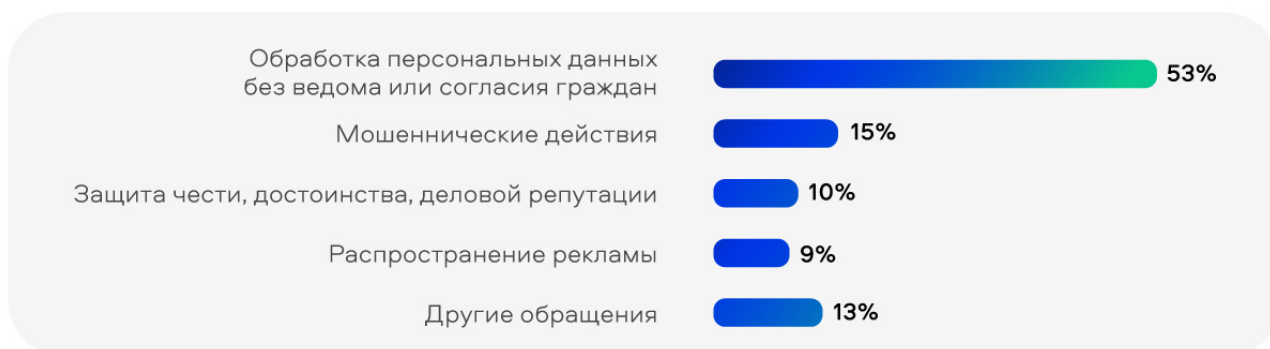 Обработка персональных данных
без ведома или согласия граждан
53%
Мошеннические действия
15%
Защита чести, достоинства, деловой репутации
10%
Распространение рекламы
9%
Другие обращения
13%